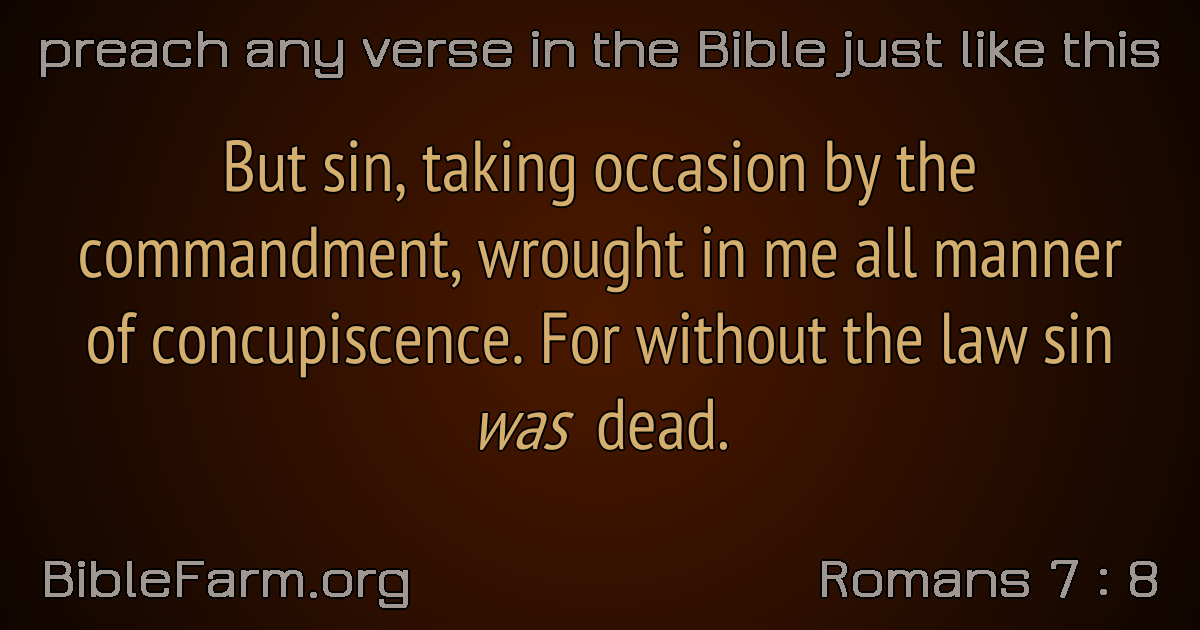 preach any verse in the Bible just like this
But sin, taking occasion by the
commandment, wrought in me all manner
of concupiscence. For without the law sin
was dead.
BibleFarm.org
Romans 7 : 8